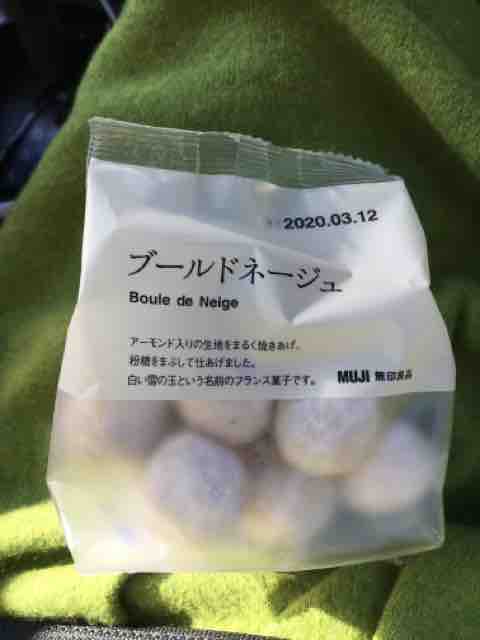 2020.03.12
ブールドネージュ
Boule de Neige
アーモンド入りの生地をまるく焼きあげ、
粉糖をまぶして仕あげました。
白い雪の玉という名前のフランス菓子です。 MUJI 無印良品